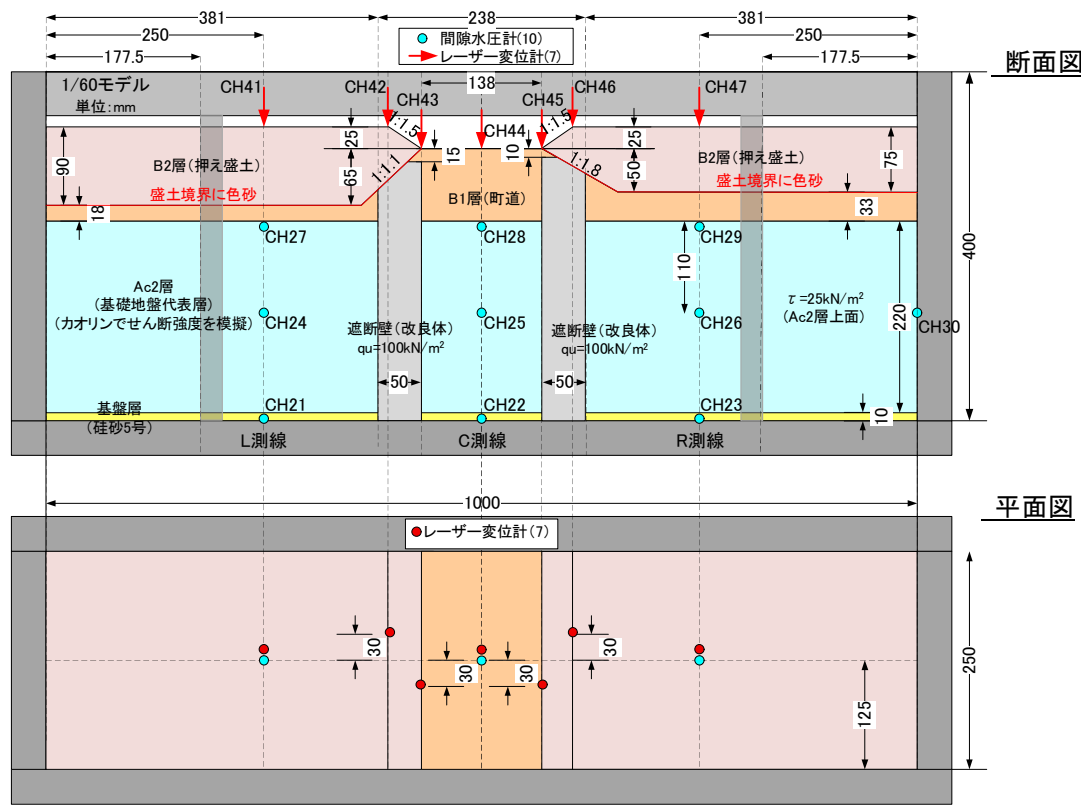 381
238
381
250
250
177.5
177.5
間隙水圧計(10)
レーザー変位計(7)
断面図
1/60モデル
単位:mm
CH41
CH42
CH43
138
CH45
CH46
CH47
CH44
1:1.5
1:1.5
25
15
10
25
90
65
50
75
B2層(押え盛土)
盛土境界に色砂
1:1.1
1:1.8
B2層(押え盛土)
盛土境界に色砂
B1層(町道)
18
33
400
CH27
CH28
CH29
110
Ac2層
(基礎地盤代表層)
(カオリンでせん断強度を模擬)
CH24
CH25
CH26
τ=25kN/m²
(Ac2層上面)
220
CH30
遮断壁(改良体)
qu=100kN/m²
遮断壁(改良体)
qu=100kN/m²
50
50
基盤層
(硅砂5号)
CH21
CH22
CH23
10
L測線
C測線
R測線
1000
平面図
レーザー変位計(7)
30
30
30
30
250
125